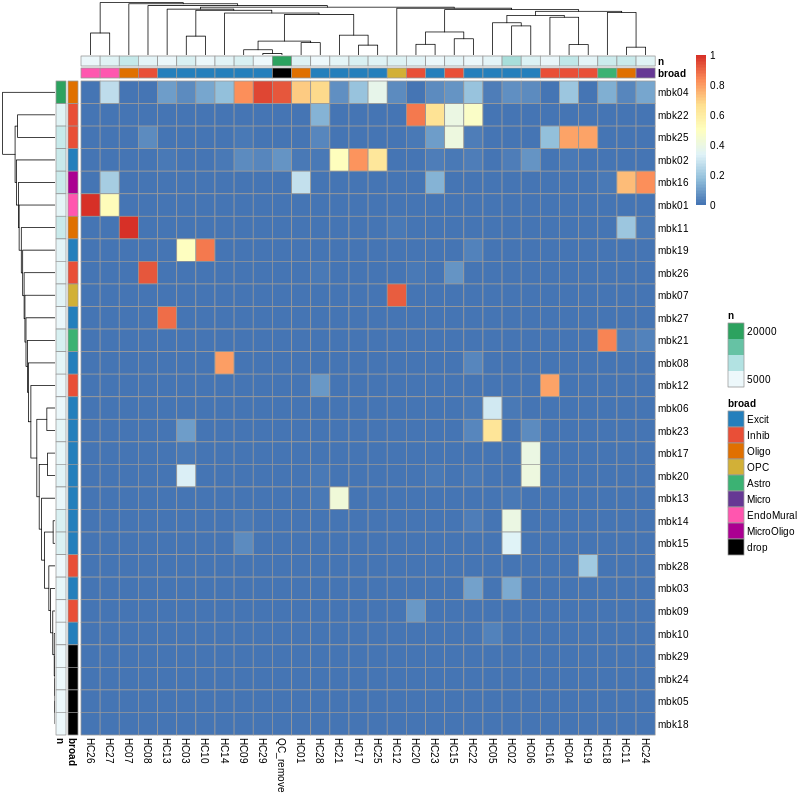 n
broad
mbk04
mbk22
mbk25
mbk02
mbk16
mbk01
mbk11
mbk19
mbk26
mbk07
mbk27
mbk21
mbk08
mbk12
mbk06
mbk23
mbk17
mbk20
mbk13
mbk14
mbk15
mbk28
mbk03
mbk09
mbk10
mbk29
mbk24
mbk05
mbk18
1
0.8
0.6
0.4
0.2
0
n
20000
5000
broad
Excit
Inhib
Oligo
OPC
Astro
Micro
EndoMural
MicroOligo
drop
n
broad
HC26
HC27
HC07
HC08
HC13
HC03
HC10
HC14
HC09
HC29
QC_remove
HC01
HC28
HC21
HC17
HC25
HC12
HC20
HC23
HC15
HC22
HC05
HC02
HC06
HC16
HC04
HC19
HC18
HC11
HC24